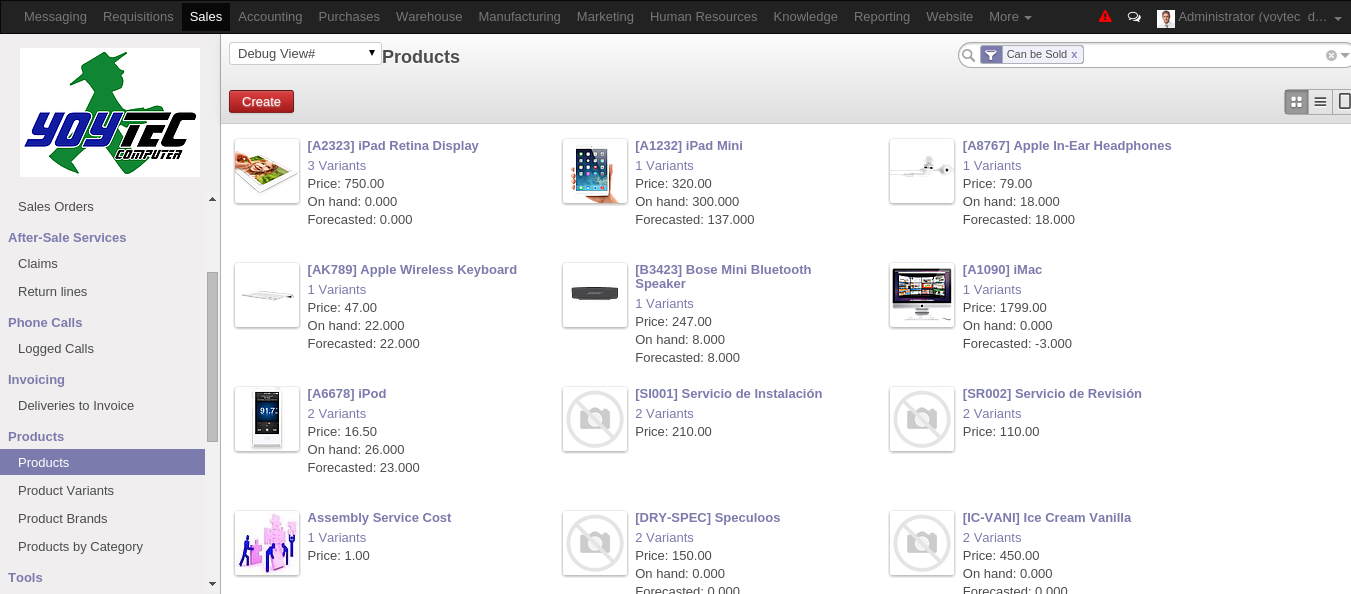 Messaging Requisitions Sales Accounting Purchases Warehouse Manufacturing Marketing Human Resources Knowledge Reporting Website More Administrator (yoytec_d...
YOYTEC
COMPUTER
Sales Orders
After-Sale Services
Claims
Return lines
Phone Calls
Logged Calls
Invoicing
Deliveries to Invoice
Products
Products
Product Variants
Product Brands
Products by Category
Tools
Debug View#
Products
Can be Sold x
Create
[A2323] iPad Retina Display
3 Variants
Price: 750.00
On hand: 0.000
Forecasted: 0.000
[A1232] iPad Mini
1 Variants
Price: 320.00
On hand: 300.000
Forecasted: 137.000
[A8767] Apple In-Ear Headphones
1 Variants
Price: 79.00
On hand: 18.000
Forecasted: 18.000
[AK789] Apple Wireless Keyboard
1 Variants
Price: 47.00
On hand: 22.000
Forecasted: 22.000
[B3423] Bose Mini Bluetooth
Speaker
1 Variants
Price: 247.00
On hand: 8.000
Forecasted: 8.000
[A1090] iMac
1 Variants
Price: 1799.00
On hand: 0.000
Forecasted: -3.000
91.7
[A6678] iPod
2 Variants
Price: 16.50
On hand: 26.000
Forecasted: 23.000
[SI001] Servicio de Instalación
2 Variants
Price: 210.00
[SR002] Servicio de Revisión
2 Variants
Price: 110.00
Assembly Service Cost
1 Variants
Price: 1.00
[DRY-SPEC] Speculoos
2 Variants
Price: 150.00
On hand: 0.000
Forecasted: 0.000
[IC-VANI] Ice Cream Vanilla
2 Variants
Price: 450.00
On hand: 0.000
Forecasted: 0.000